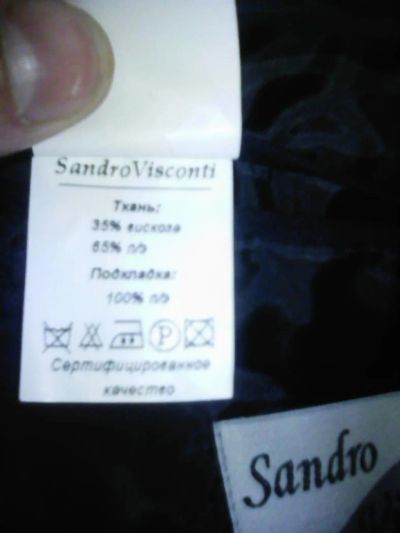 SandroVisconti
Ткань:
35% вискоза
65% п/э
Подкладка:
100% п/э
P
Сертифицированное
качество
Sandro